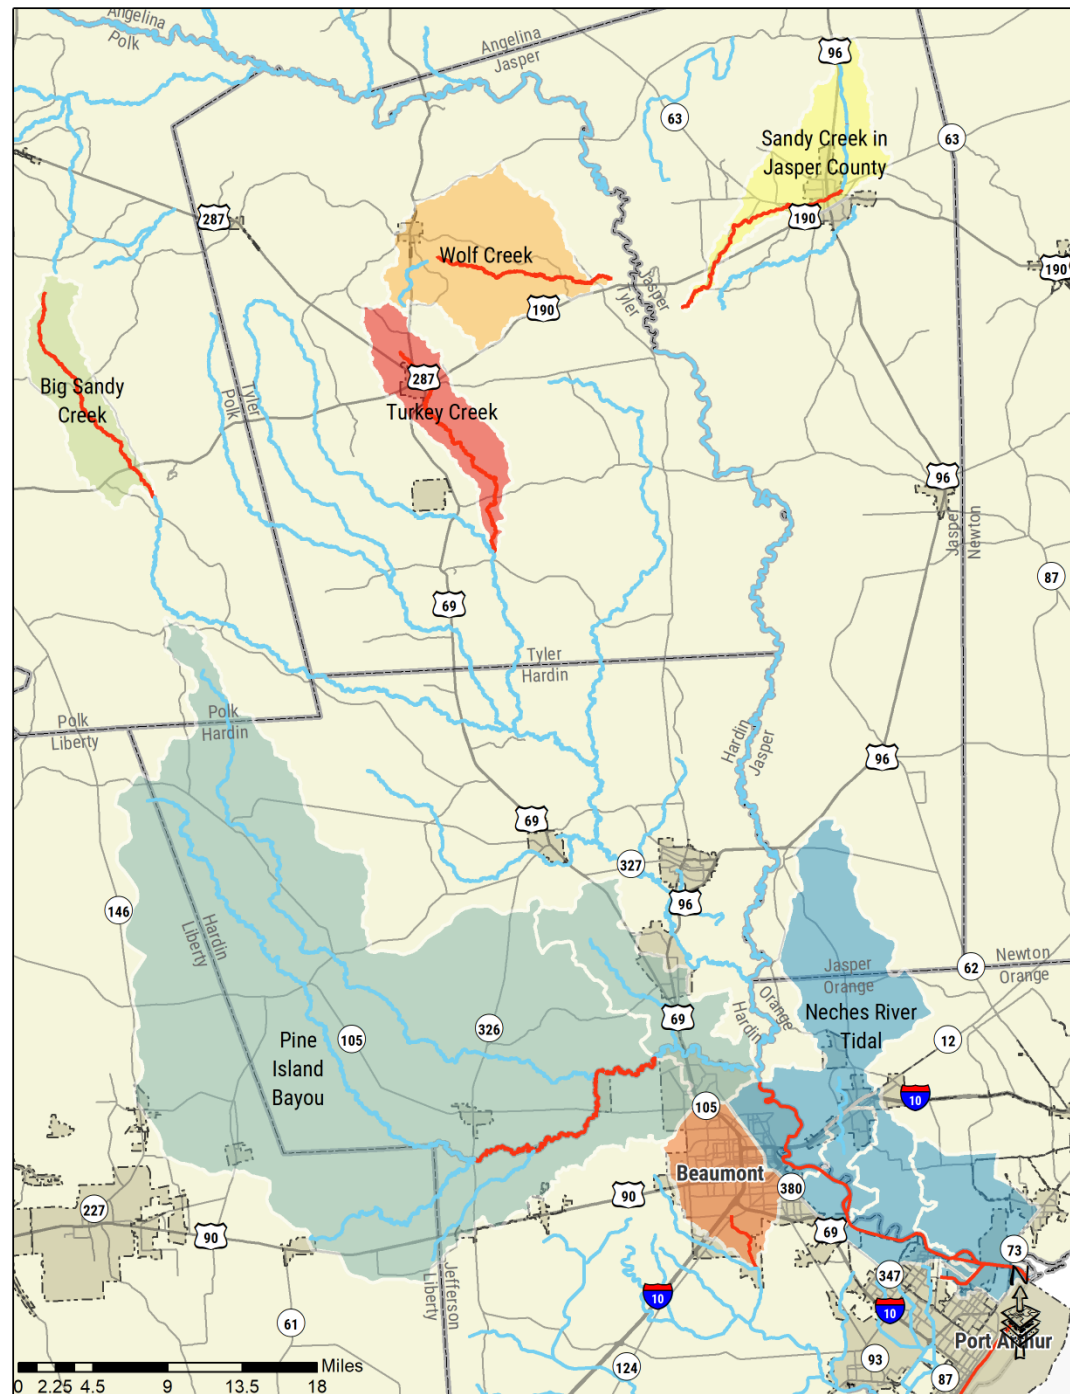 Angelina
Polk
Angelina
Jasper
96
63
Sandy Creek in
Jasper County
63
287
190
Wolf Creek
190
Jasper
Tyler
190
Big Sandy
Creek
Tyler
Polk
287
Turkey Creek
96
Jasper
Newton
87
69
Tyler
Hardin
Polk
Hardin
Polk
Liberty
Hardin
Jasper
96
69
327
96
146
Hardin
Liberty
Newton
Orange
62
Jasper
Orange
Orange
Hardin
Neches River
Tidal
69
326
105
12
Pine
Island
Bayou
10
105
Beaumont
380
90
227
90
69
73
N
347
10
10
Jefferson
Liberty
61
Port Arthur
93
124
87
Miles
0 2.25 4.5 9 13.5 18